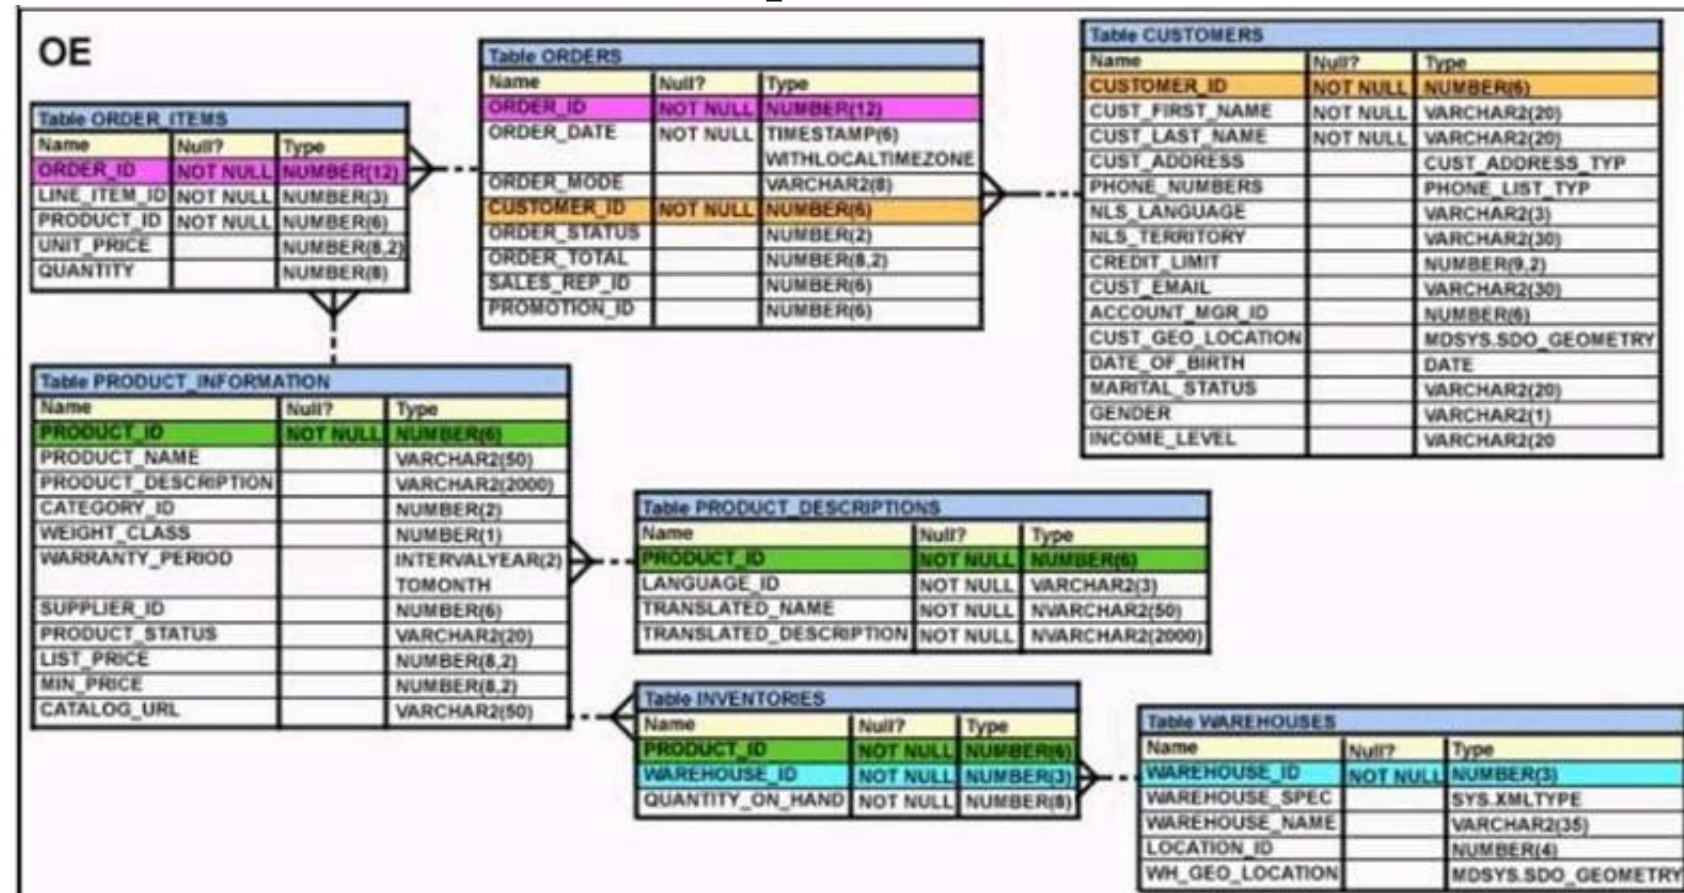 OE
Table ORDER_ITEMS
Name Null? Type
ORDER_ID NOT NULL NUMBER(12)
LINE_ITEM_ID NOT NULL NUMBER(3)
PRODUCT_ID NOT NULL NUMBER(6)
UNIT_PRICE NUMBER(8,2)
QUANTITY NUMBER(8)
Table ORDERS
Name Null? Type
ORDER_ID NOT NULL NUMBER(12)
ORDER_DATE NOT NULL TIMESTAMP(6)
WITHLOCALTIMEZONE
ORDER_MODE VARCHAR2(8)
CUSTOMER_ID NOT NULL NUMBER(6)
ORDER_STATUS NUMBER(2)
ORDER_TOTAL NUMBER(8,2)
SALES_REP_ID NUMBER(6)
PROMOTION_ID NUMBER(6)
Table CUSTOMERS
Name Null? Type
CUSTOMER_ID NOT NULL NUMBER(6)
CUST_FIRST_NAME NOT NULL VARCHAR2(20)
CUST_LAST_NAME NOT NULL VARCHAR2(20)
CUST_ADDRESS CUST_ADDRESS_TYP
PHONE_NUMBERS PHONE_LIST_TYP
NLS_LANGUAGE VARCHAR2(3)
NLS_TERRITORY VARCHAR2(30)
CREDIT_LIMIT NUMBER(9,2)
CUST_EMAIL VARCHAR2(30)
ACCOUNT_MGR_ID NUMBER(6)
CUST_GEO_LOCATION MDSYS.SDO_GEOMETRY
DATE_OF_BIRTH DATE
MARITAL_STATUS VARCHAR2(20)
GENDER VARCHAR2(1)
INCOME_LEVEL VARCHAR2(20
Table PRODUCT_INFORMATION
Name Null? Type
PRODUCT_ID NOT NULL NUMBER(6)
PRODUCT_NAME VARCHAR2(50)
PRODUCT_DESCRIPTION VARCHAR2(2000)
CATEGORY_ID NUMBER(2)
WEIGHT_CLASS NUMBER(1)
WARRANTY_PERIOD INTERVALYEAR(2)
TOMONTH
SUPPLIER_ID NUMBER(6)
PRODUCT_STATUS VARCHAR2(20)
LIST_PRICE NUMBER(8,2)
MIN_PRICE NUMBER(8,2)
CATALOG_URL VARCHAR2(50)
Table PRODUCT_DESCRIPTIONS
Name Null? Type
PRODUCT_ID NOT NULL NUMBER(6)
LANGUAGE_ID NOT NULL VARCHAR2(3)
TRANSLATED_NAME NOT NULL NVARCHAR2(50)
TRANSLATED_DESCRIPTION NOT NULL NVARCHAR2(2000)
Table INVENTORIES
Name Null? Type
PRODUCT_ID NOT NULL NUMBER(6)
WAREHOUSE_ID NOT NULL NUMBER(3)
QUANTITY_ON_HAND NOT NULL NUMBER(8)
Table WAREHOUSES
Name Null? Type
WAREHOUSE_ID NOT NULL NUMBER(3)
WAREHOUSE_SPEC SYS.XMLTYPE
WAREHOUSE_NAME VARCHAR2(35)
LOCATION_ID NUMBER(4)
WH_GEO_LOCATION MDSYS.SDO_GEOMETRY